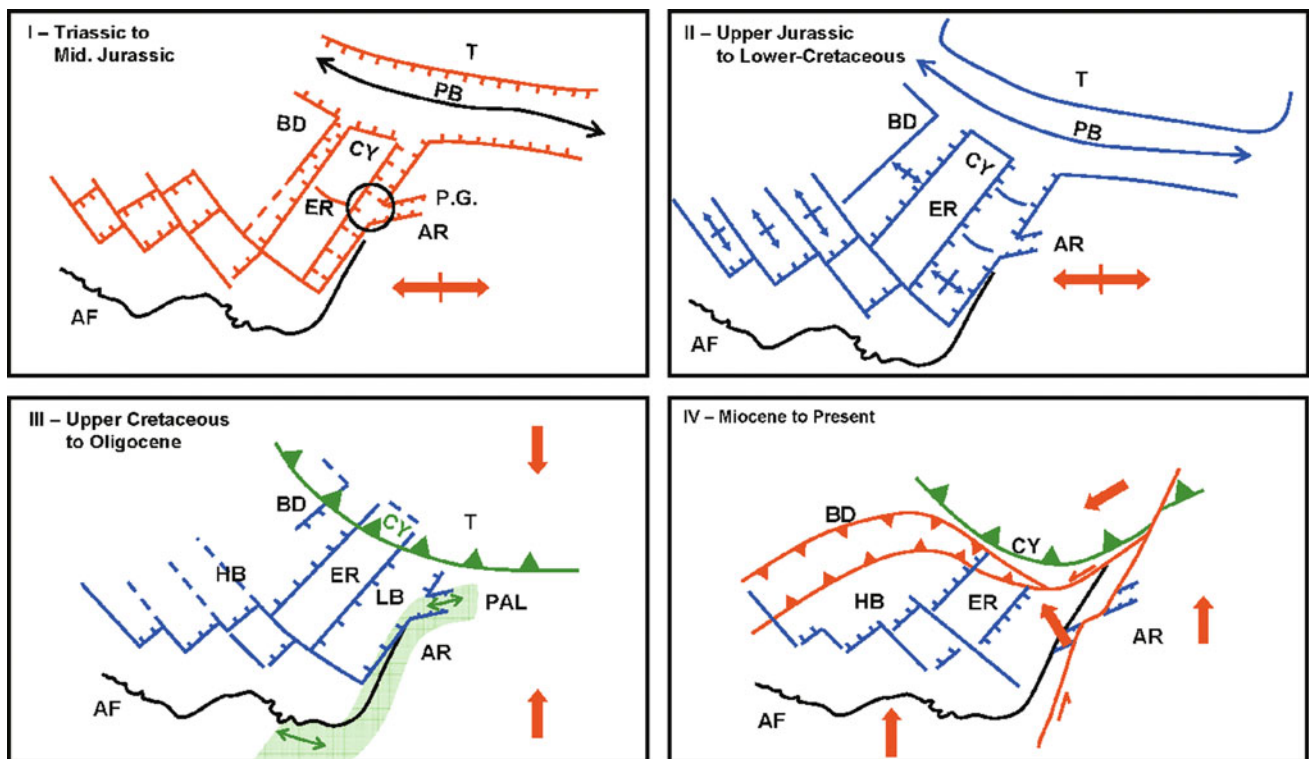 I – Triassic to
Mid. Jurassic
T
PB
BD
CY
ER
P.G.
AR
AF
II – Upper Jurassic
to Lower-Cretaceous
T
BD
PB
CY
ER
AR
AF
III – Upper Cretaceous
to Oligocene
BD
CY
T
HB
ER
LB
PAL
AR
AF
IV – Miocene to Present
BD
CY
HB
ER
AR
AF